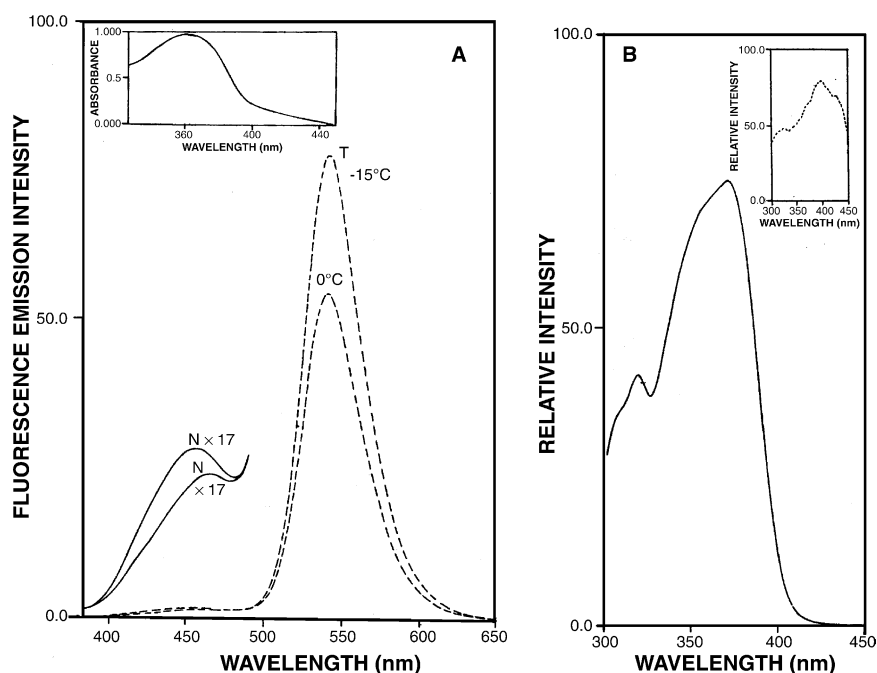 100.0
50.0
0.0
FLUORESCENCE EMISSION INTENSITY
400
450
500
550
600
650
WAVELENGTH (nm)
A
1.000
0.5
0.000
ABSORBANCE
360
400
440
WAVELENGTH (nm)
T
-15°C
0°C
N × 17
N
× 17
100.0
50.0
0.0
RELATIVE INTENSITY
300
350
400
450
WAVELENGTH (nm)
B
100.0
50.0
0.0
RELATIVE INTENSITY
300
350
400
450
WAVELENGTH (nm)